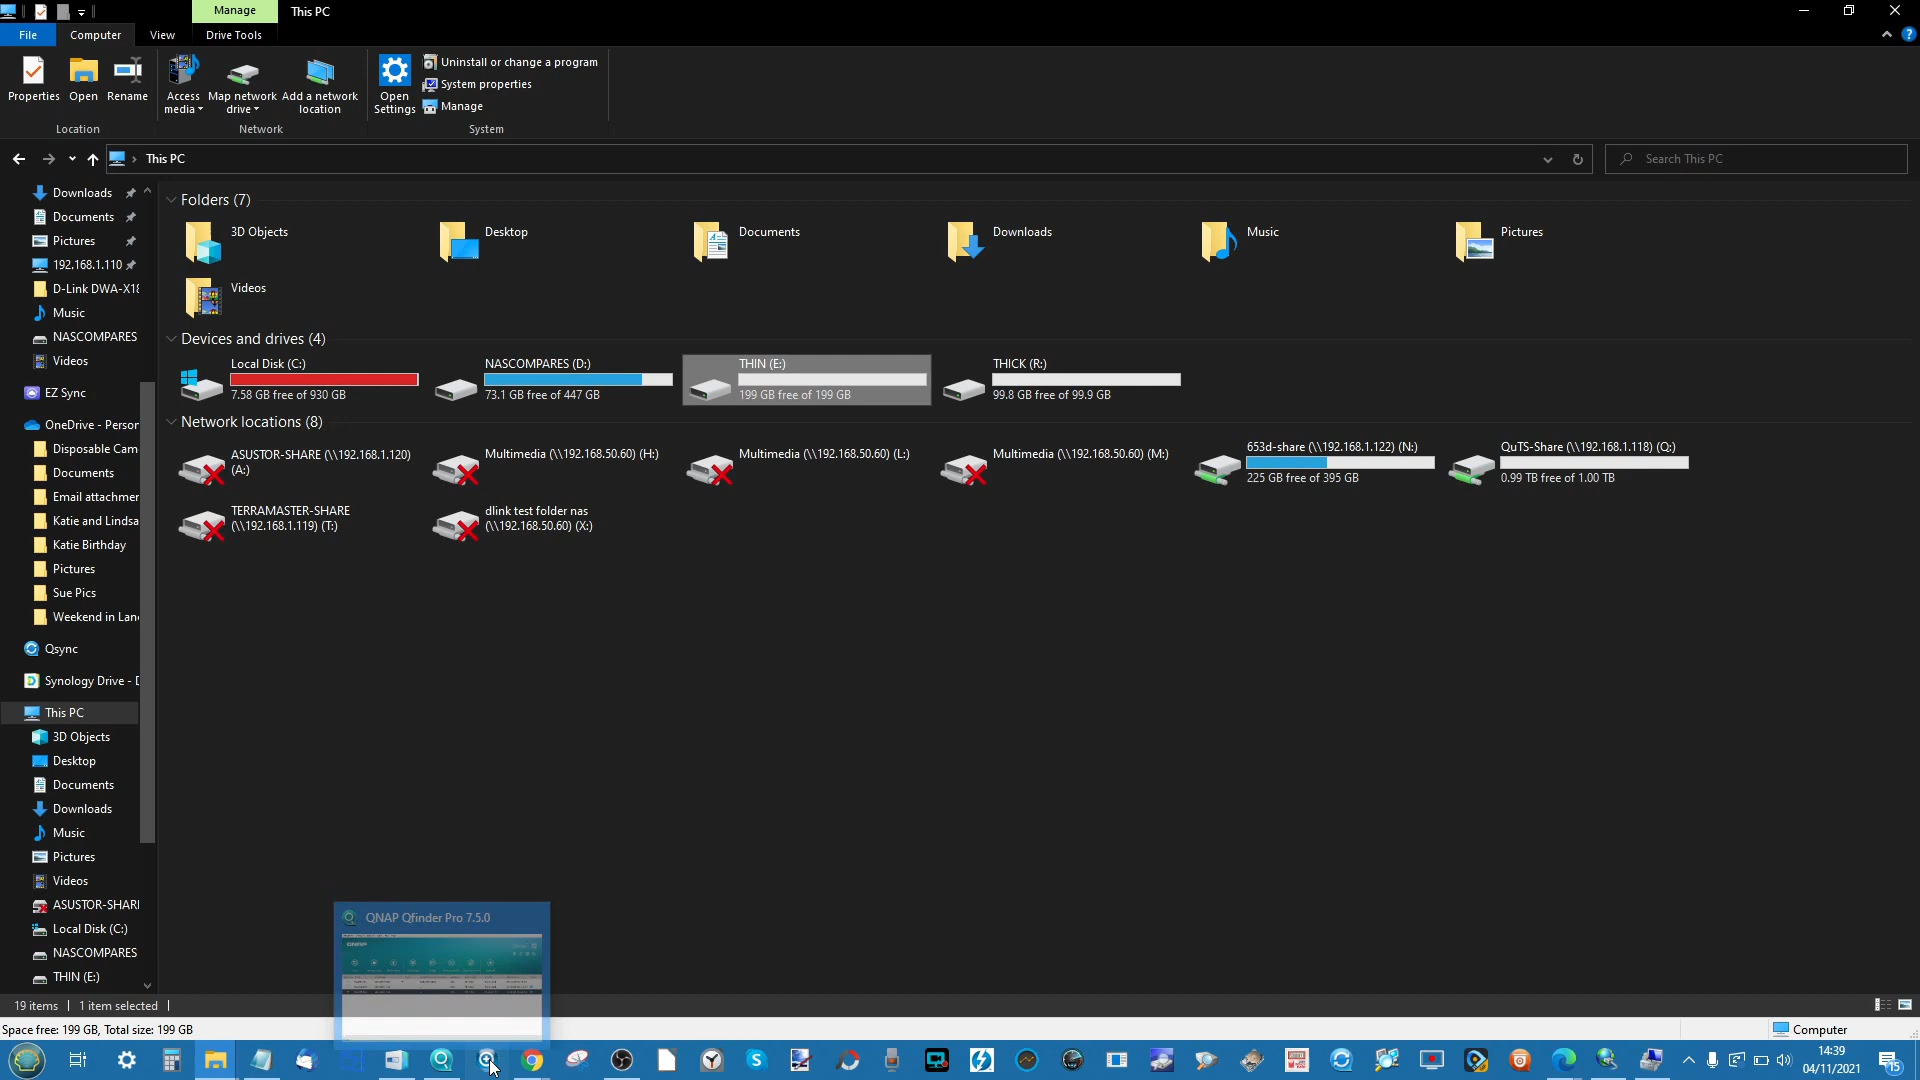 Manage
This PC
File
Computer
View
Drive Tools
Properties
Open
Rename
Access media
Map network drive
Add a network location
Open Settings
Uninstall or change a program
System properties
Manage
Location
Network
System
This PC
Search This PC
Downloads
Documents
Pictures
192.168.1.110
D-Link DWA-X18
Music
NASCOMPARES
Videos
EZ Sync
OneDrive - Person
Disposable Cam
Documents
Email attachmen
Katie and Lindsa
Katie Birthday
Pictures
Sue Pics
Weekend in Lan
Qsync
Synology Drive - D
This PC
3D Objects
Desktop
Documents
Downloads
Music
Pictures
Videos
ASUSTOR-SHARI
Local Disk (C:)
NASCOMPARES
THIN (E:)
Folders (7)
3D Objects
Desktop
Documents
Downloads
Music
Pictures
Videos
Devices and drives (4)
Local Disk (C:)
7.58 GB free of 930 GB
NASCOMPARES (D:)
73.1 GB free of 447 GB
THIN (E:)
199 GB free of 199 GB
THICK (R:)
99.8 GB free of 99.9 GB
Network locations (8)
ASUSTOR-SHARE (\\192.168.1.120)
(A:)
Multimedia (\\192.168.50.60) (H:)
Multimedia (\\192.168.50.60) (L:)
Multimedia (\\192.168.50.60) (M:)
653d-share (\\192.168.1.122) (N:)
225 GB free of 395 GB
QuTS-Share (\\192.168.1.118) (Q:)
0.99 TB free of 1.00 TB
TERRAMASTER-SHARE
(\\192.168.1.119) (T:)
dlink test folder nas
(\\192.168.50.60) (X:)
QNAP Qfinder Pro 7.5.0
19 items
1 item selected
Space free: 199 GB, Total size: 199 GB
Computer
14:39
04/11/2021
15